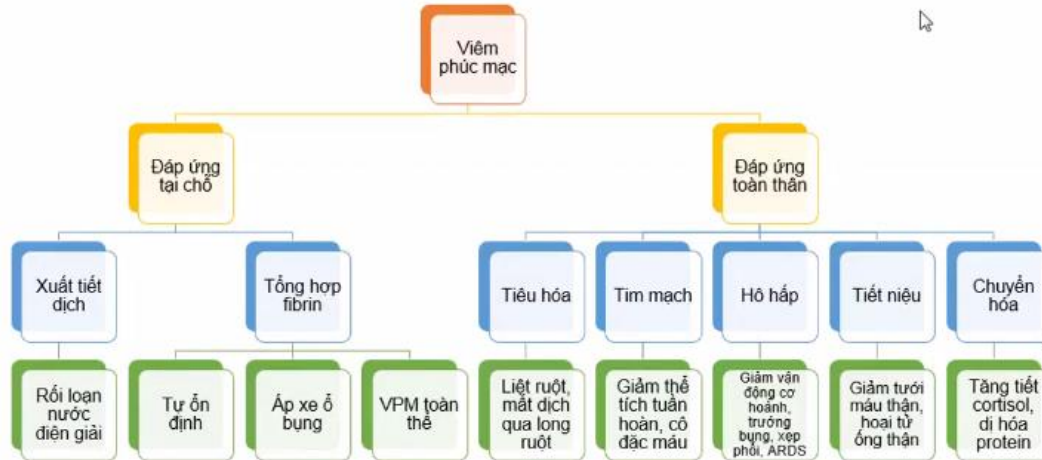 Viêm
phúc mạc
Đáp ứng
tại chỗ
Đáp ứng
toàn thân
Xuất tiết
dịch
Tổng hợp
fibrin
Tiêu hóa
Tim mạch
Hô hấp
Tiết niệu
Chuyển
hóa
Rối loạn
nước
điện giải
Tự ổn
định
Áp xe ổ
bụng
VPM toàn
thể
Liệt ruột,
mất dịch
qua long
ruột
Giảm thể
tích tuần
hoàn, cô
đặc máu
Giảm vận
động cơ
hoành,
trướng
bụng, xẹp
phổi, ARDS
Giảm tưới
máu thận,
hoại tử
ống thận
Tăng tiết
cortisol,
dị hóa
protein